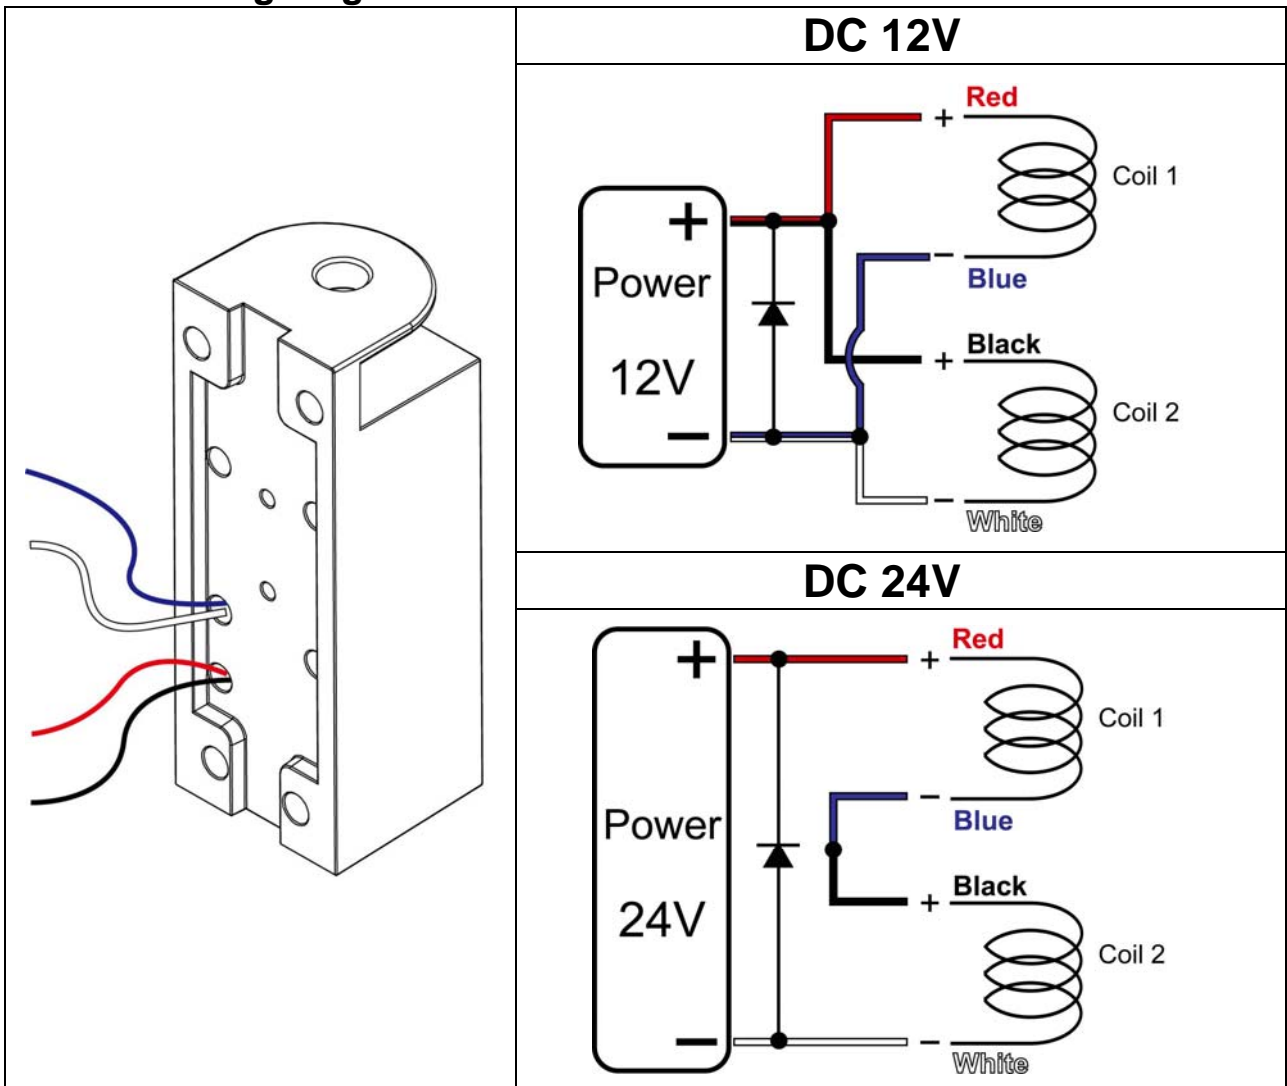 DC 12V
Red
+
Coil 1
+
Power
12V
−
−
Blue
Black
+
Coil 2
−
White
DC 24V
Red
+
+
Coil 1
Power
24V
−
Blue
Black
+
Coil 2
−
−
White